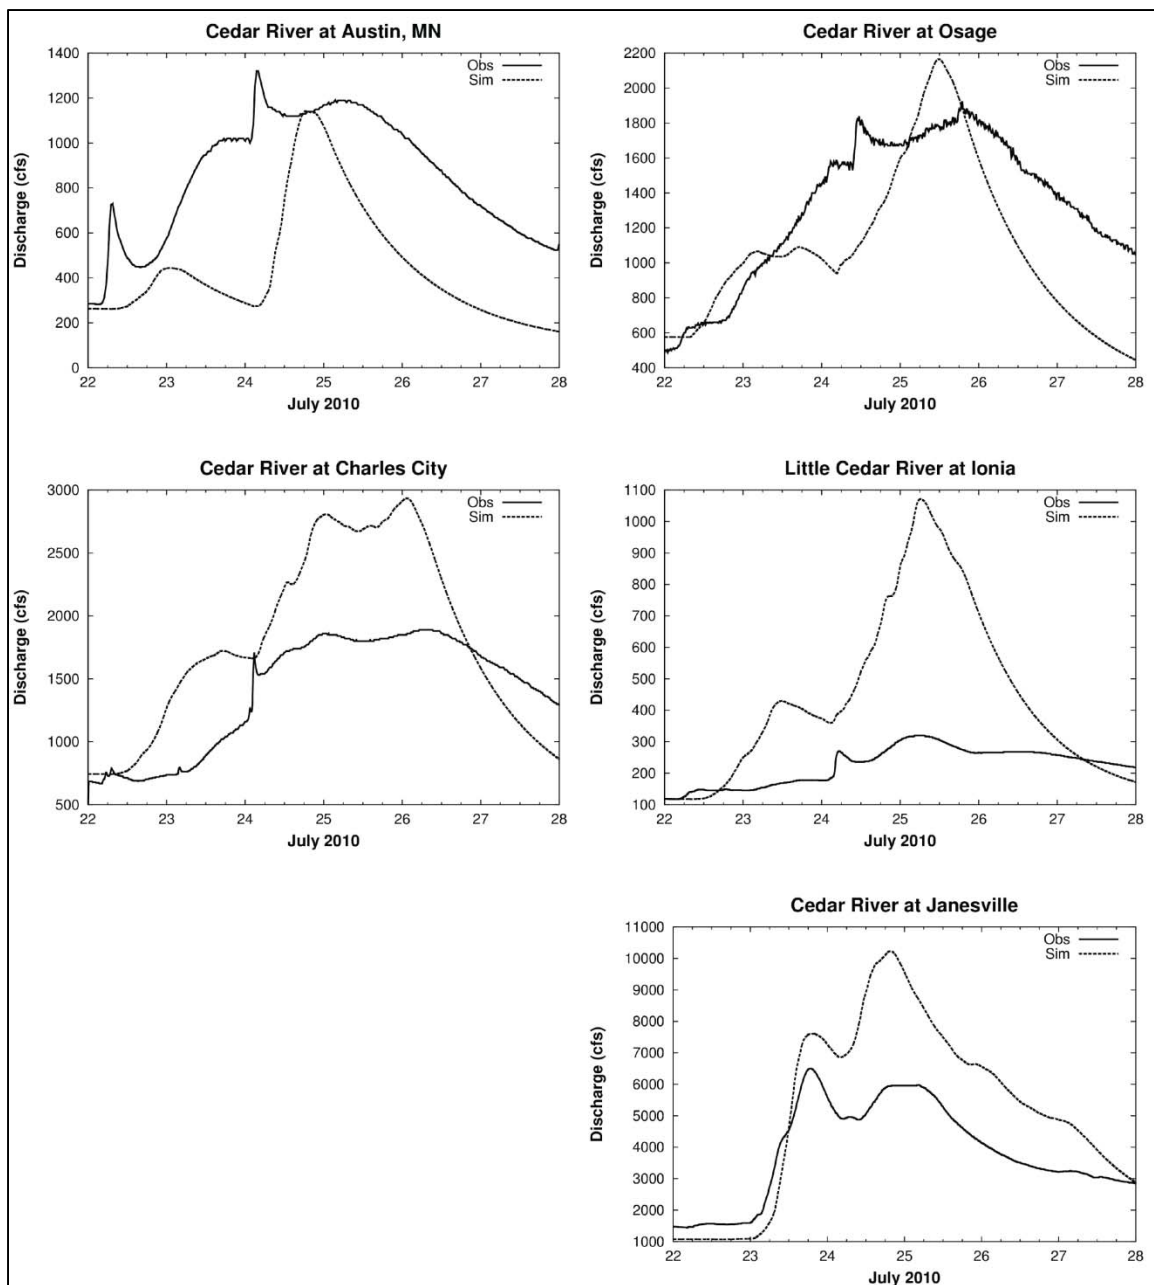 Cedar River at Austin, MN
1400
1200
1000
800
600
400
200
0
Discharge (cfs)
Obs
Sim
22 23 24 25 26 27 28
July 2010
Cedar River at Osage
2200
2000
1800
1600
1400
1200
1000
800
600
400
Discharge (cfs)
Obs
Sim
22 23 24 25 26 27 28
July 2010
Cedar River at Charles City
3000
2500
2000
1500
1000
500
Discharge (cfs)
Obs
Sim
22 23 24 25 26 27 28
July 2010
Little Cedar River at Ionia
1100
1000
900
800
700
600
500
400
300
200
100
Discharge (cfs)
Obs
Sim
22 23 24 25 26 27 28
July 2010
Cedar River at Janesville
11000
10000
9000
8000
7000
6000
5000
4000
3000
2000
1000
Discharge (cfs)
Obs
Sim
22 23 24 25 26 27 28
July 2010